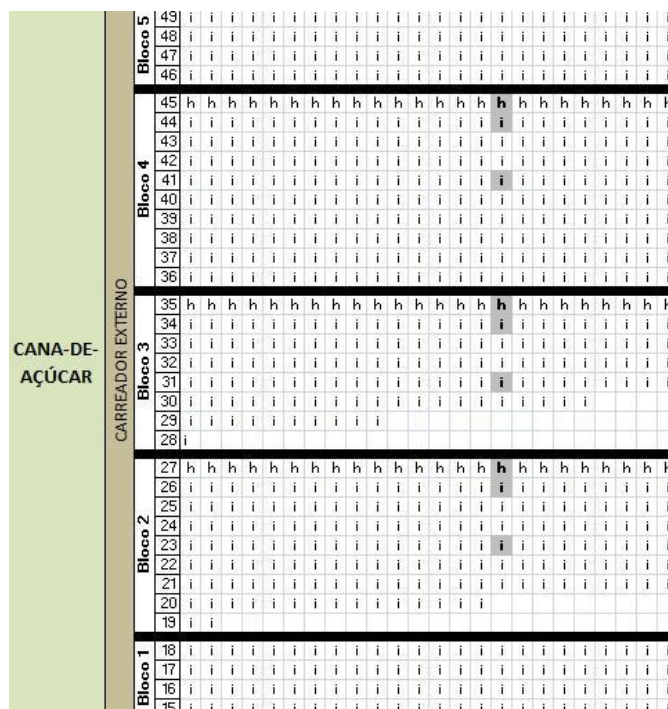 Bloco 5
49 i i i i i i i i i i i i i i i i i i i i i i i
48 i i i i i i i i i i i i i i i i i i i i i i i
47 i i i i i i i i i i i i i i i i i i i i i i i
46 i i i i i i i i i i i i i i i i i i i i i i i
Bloco 4
45 h h h h h h h h h h h h h h h h h h h h h h h h
44 i i i i i i i i i i i i i i i i i i i i i i i
43 i i i i i i i i i i i i i i i i i i i i i i i
42 i i i i i i i i i i i i i i i i i i i i i i i
41 i i i i i i i i i i i i i i i i i i i i i i i
40 i i i i i i i i i i i i i i i i i i i i i i i
39 i i i i i i i i i i i i i i i i i i i i i i i
38 i i i i i i i i i i i i i i i i i i i i i i i
37 i i i i i i i i i i i i i i i i i i i i i i i
36 i i i i i i i i i i i i i i i i i i i i i i i
CANA-DE-
AÇÚCAR
CARREADOR EXTERNO
Bloco 3
35 h h h h h h h h h h h h h h h h h h h h h h h h
34 i i i i i i i i i i i i i i i i i i i i i i i
33 i i i i i i i i i i i i i i i i i i i i i i i
32 i i i i i i i i i i i i i i i i i i i i i i i
31 i i i i i i i i i i i i i i i i i i i i i i i
30 i i i i i i i i i i i i i i i i i i i i
29 i i i i i i i i i i
28 i
Bloco 2
27 h h h h h h h h h h h h h h h h h h h h h h h h
26 i i i i i i i i i i i i i i i i i i i i i i i
25 i i i i i i i i i i i i i i i i i i i i i i i
24 i i i i i i i i i i i i i i i i i i i i i i i
23 i i i i i i i i i i i i i i i i i i i i i i i
22 i i i i i i i i i i i i i i i i i i i i i i i
21 i i i i i i i i i i i i i i i i i i i i i i i
20 i i i i i i i i i i i i i i i
19 i i
Bloco 1
18 i i i i i i i i i i i i i i i i i i i i i i i
17 i i i i i i i i i i i i i i i i i i i i i i i
16 i i i i i i i i i i i i i i i i i i i i i i i
15 i i i i i i i i i i i i i i i i i i i i i i i